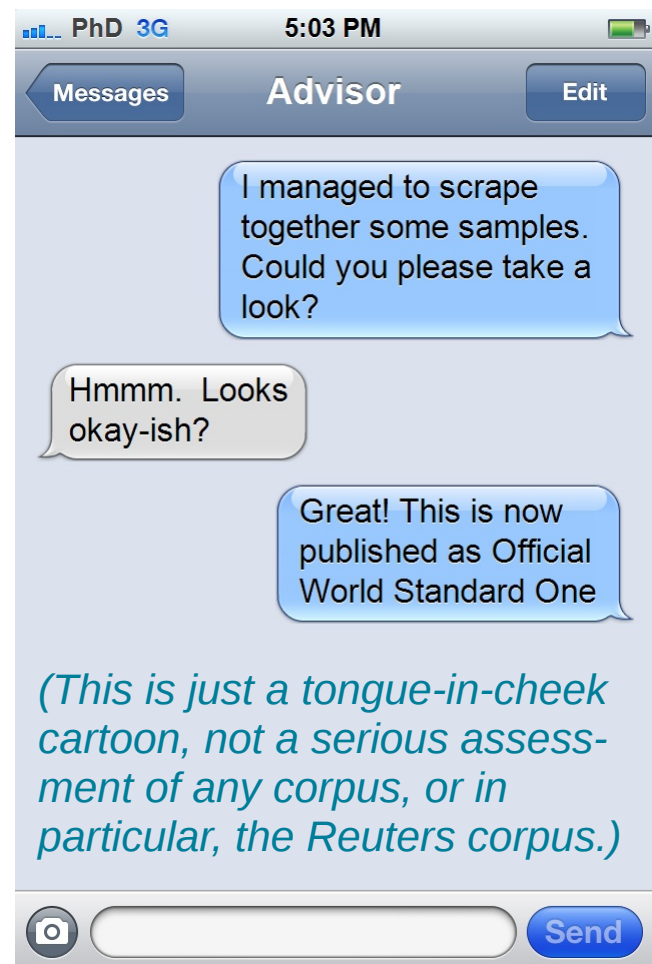 PhD 3G 5:03 PM
Messages Advisor Edit
I managed to scrape
together some samples.
Could you please take a
look?
Hmmm.  Looks
okay-ish?
Great! This is now
published as Official
World Standard One
(This is just a tongue-in-cheek
cartoon, not a serious assess-
ment of any corpus, or in
particular, the Reuters corpus.)
Send